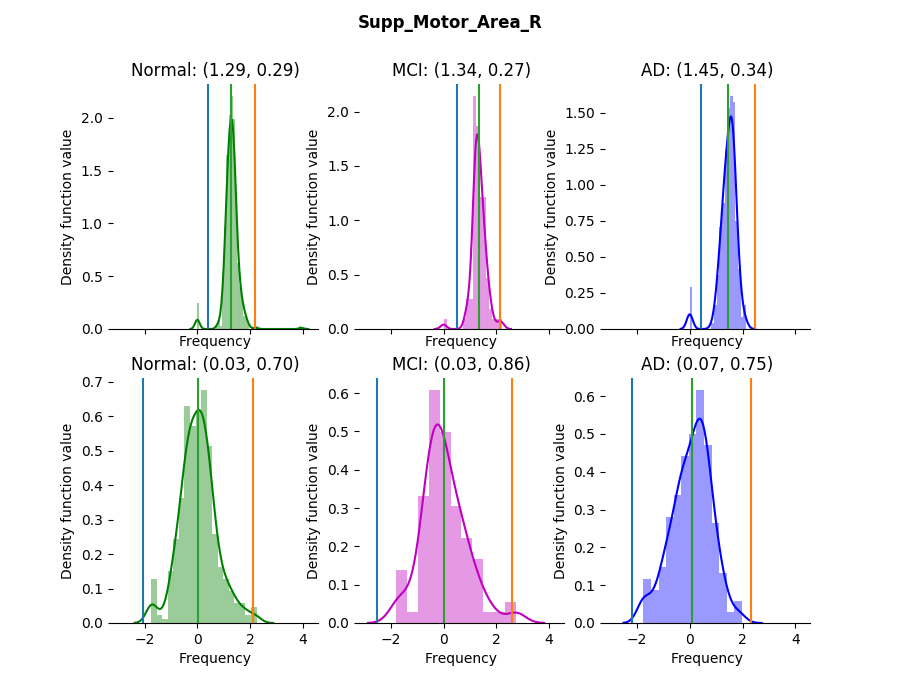 Supp_Motor_Area_R
Normal: (1.29, 0.29)
MCI: (1.34, 0.27)
AD: (1.45, 0.34)
Density function value
2.0
1.5
1.0
0.5
0.0
Frequency
Density function value
2.0
1.5
1.0
0.5
0.0
Frequency
Density function value
1.50
1.25
1.00
0.75
0.50
0.25
0.00
Frequency
Normal: (0.03, 0.70)
MCI: (0.03, 0.86)
AD: (0.07, 0.75)
Density function value
0.7
0.6
0.5
0.4
0.3
0.2
0.1
0.0
−2 0 2 4
Frequency
Density function value
0.6
0.5
0.4
0.3
0.2
0.1
0.0
−2 0 2 4
Frequency
Density function value
0.6
0.5
0.4
0.3
0.2
0.1
0.0
−2 0 2 4
Frequency